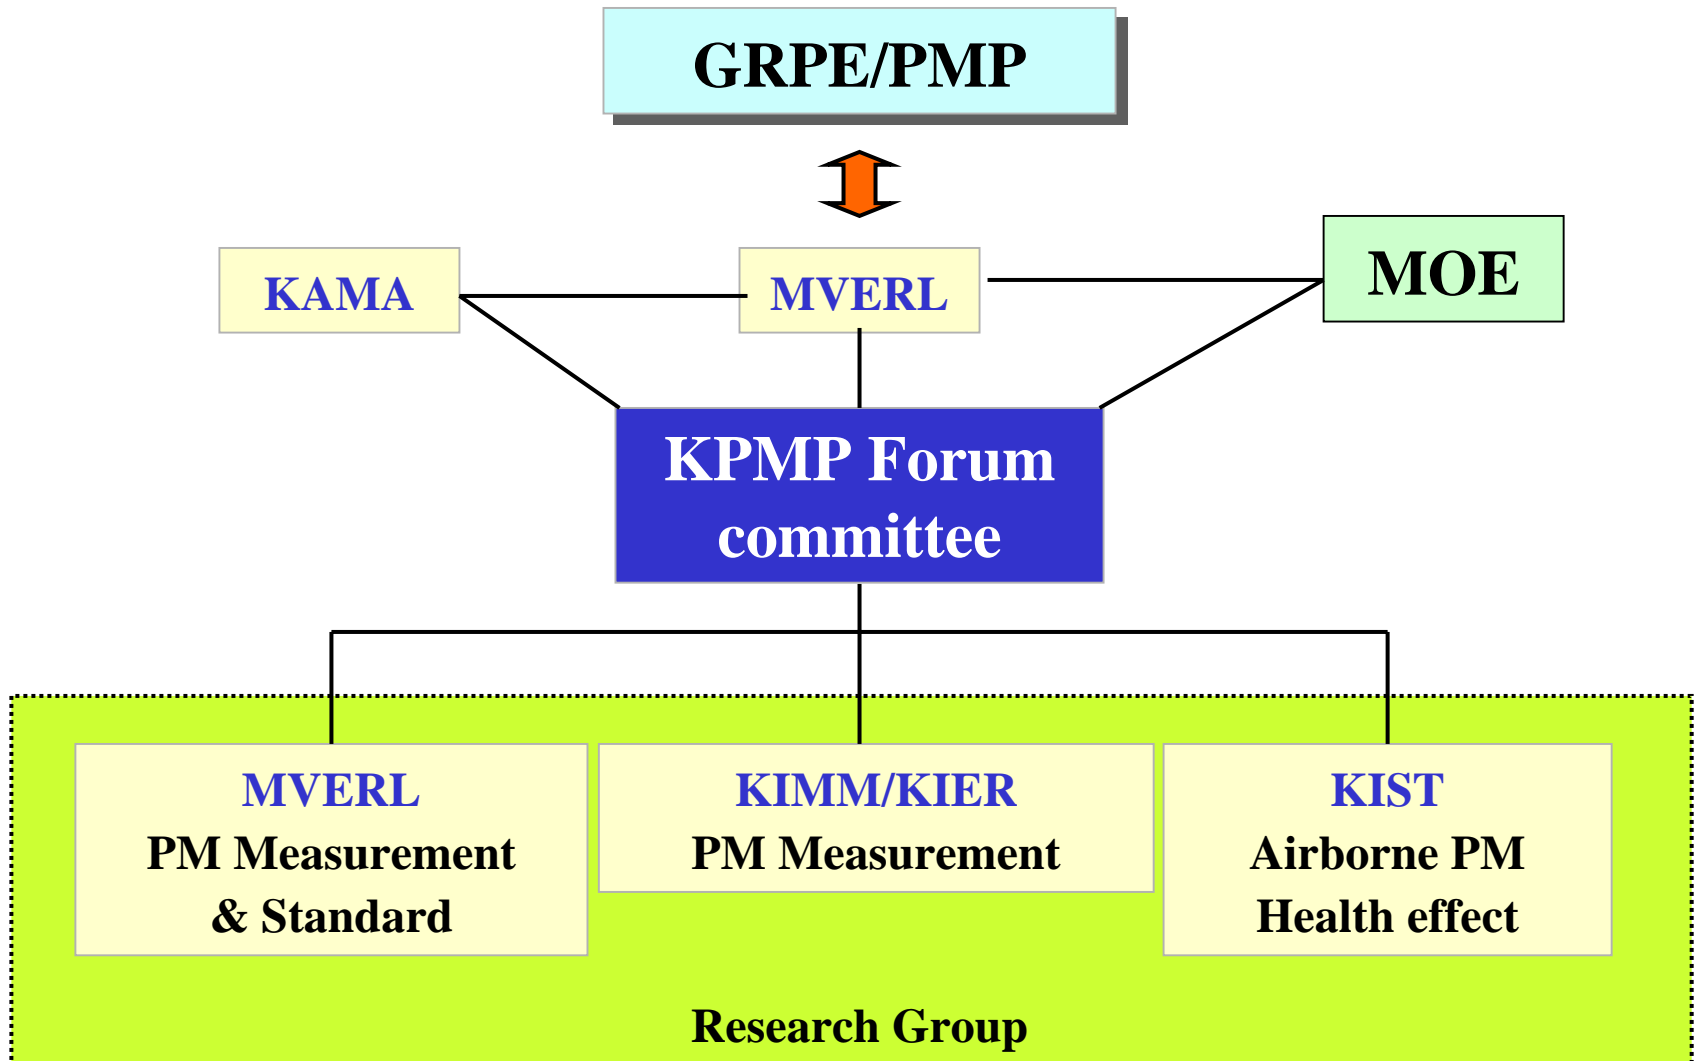 GRPE/PMP
KAMA
MVERL
MOE
KPMP Forum
committee
MVERL
PM Measurement
& Standard
KIMM/KIER
PM Measurement
KIST
Airborne PM
Health effect
Research Group